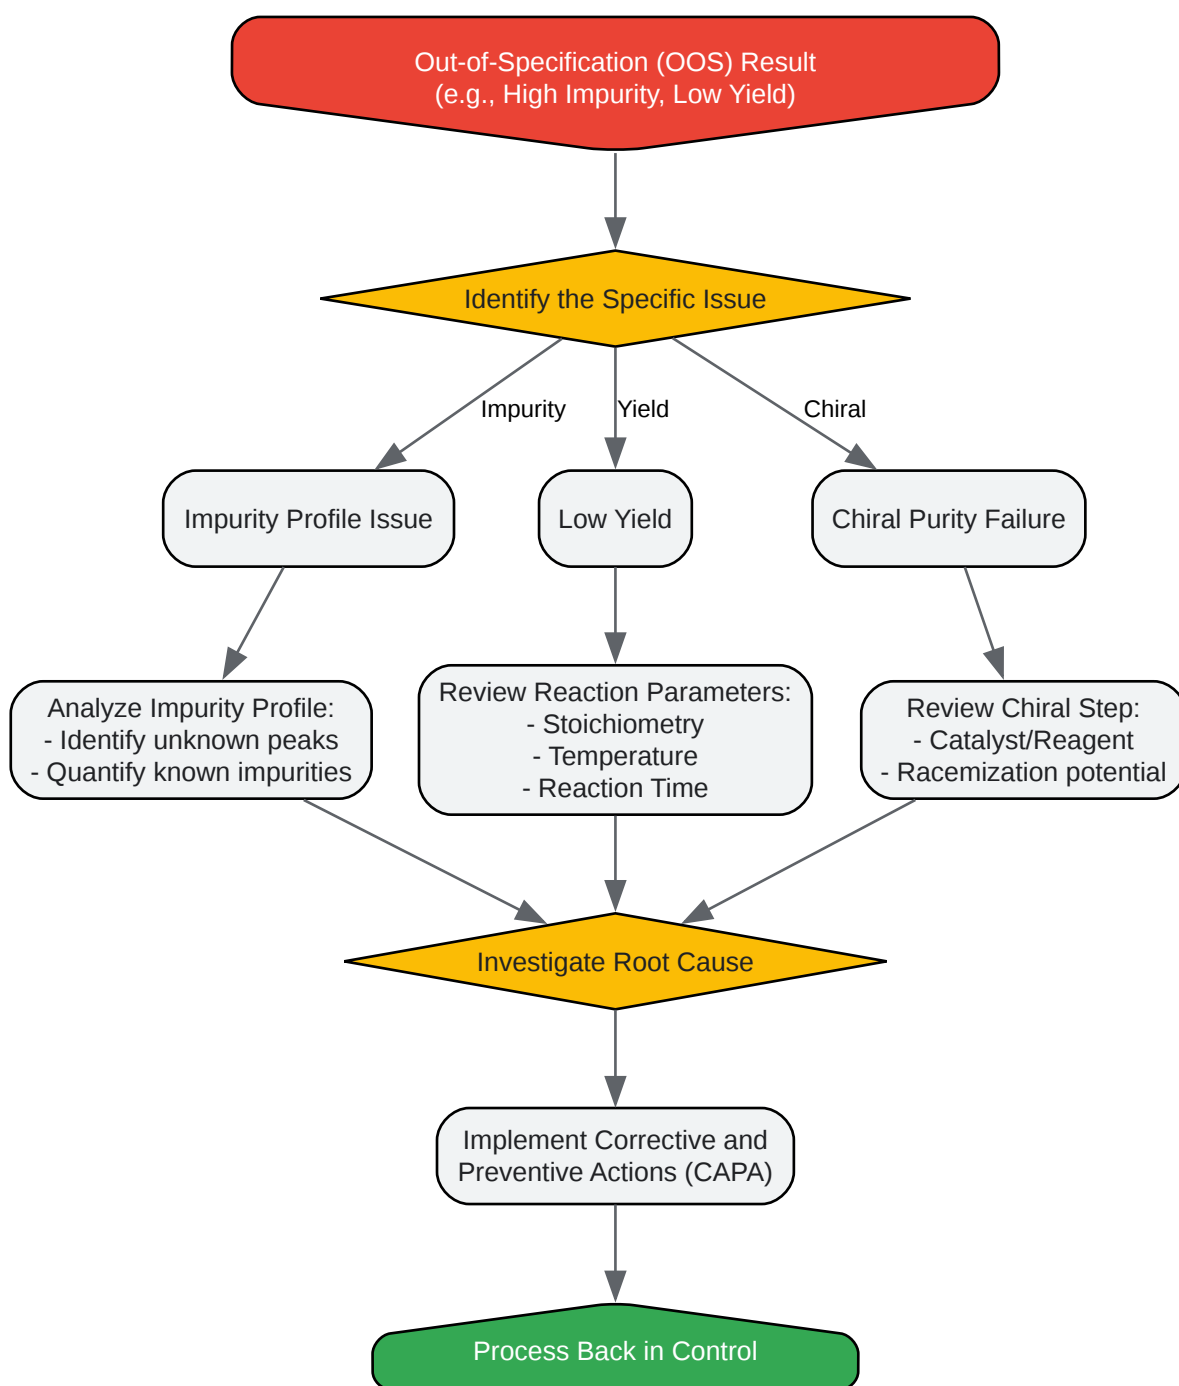 Out-of-Specification (OOS) Result
(e.g., High Impurity, Low Yield)
Identify the Specific Issue
Impurity
Yield
Chiral
Impurity Profile Issue
Low Yield
Chiral Purity Failure
Analyze Impurity Profile:
- Identify unknown peaks
- Quantify known impurities
Review Reaction Parameters:
- Stoichiometry
- Temperature
- Reaction Time
Review Chiral Step:
- Catalyst/Reagent
- Racemization potential
Investigate Root Cause
Implement Corrective and
Preventive Actions (CAPA)
Process Back in Control